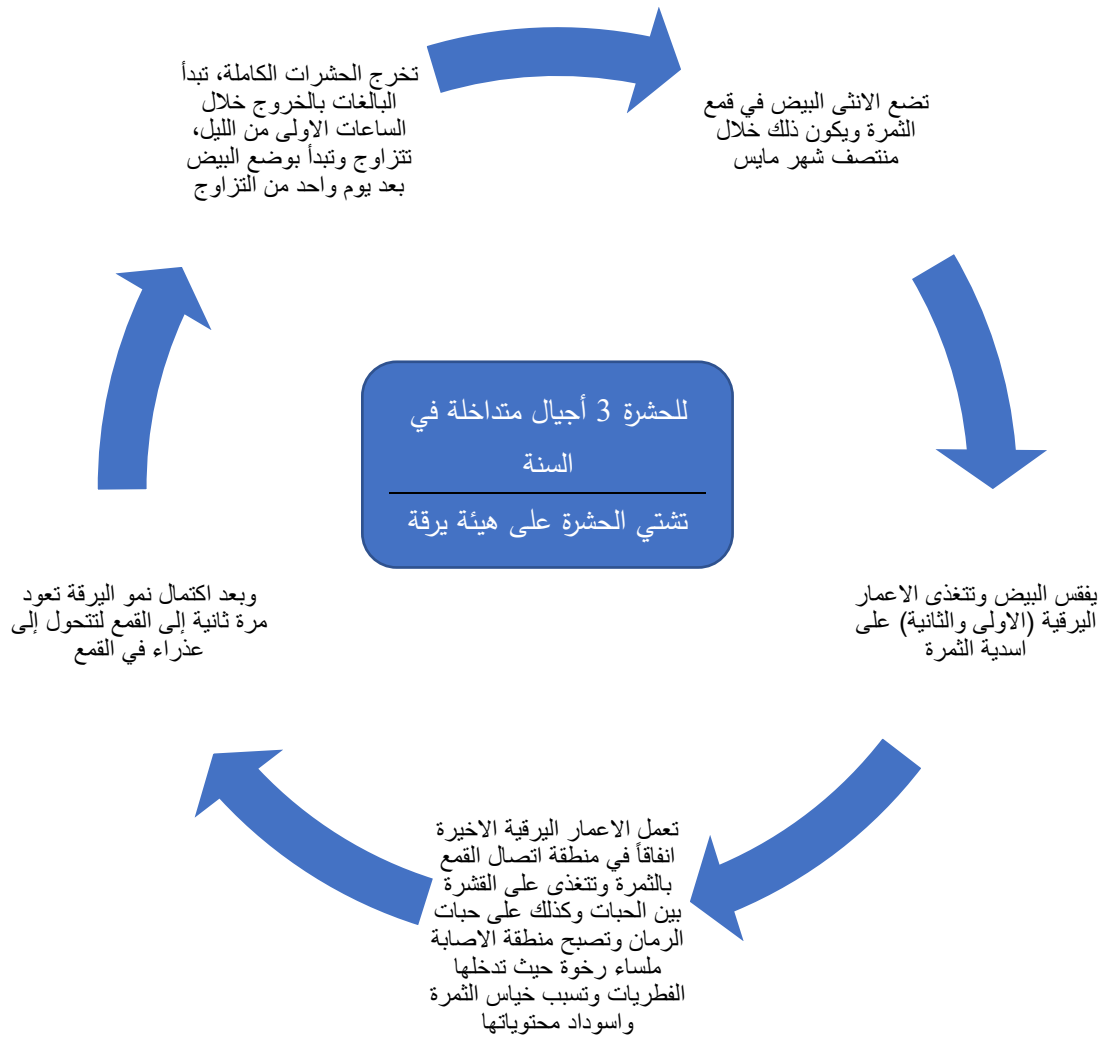 تخرج الحشرات الكاملة، تبدأ
البالغات بالخروج خلال
الساعات الاولى من الليل،
تتزاوج وتبدأ بوضع البيض
بعد يوم واحد من التزاوج
تضع الانثى البيض في قمع
الثمرة ويكون ذلك خلال
منتصف شهر مايس
للحشرة 3 أجيال متداخلة في
السنة
تشتي الحشرة على هيئة يرقة
يفقس البيض وتتغذى الاعمار
اليرقية (الاولى والثانية) على
اسدية الثمرة
وبعد اكتمال نمو اليرقة تعود
مرة ثانية إلى القمع لتتحول إلى
عذراء في القمع
تعمل الاعمار اليرقية الاخيرة
انفاقاً في منطقة اتصال القمع
بالثمرة وتتغذى على القشرة
بين الحبات وكذلك على حبات
الرمان وتصبح منطقة الاصابة
ملساء رخوة حيث تدخلها
الفطريات وتسبب خياس الثمرة
واسوداد محتوياتها